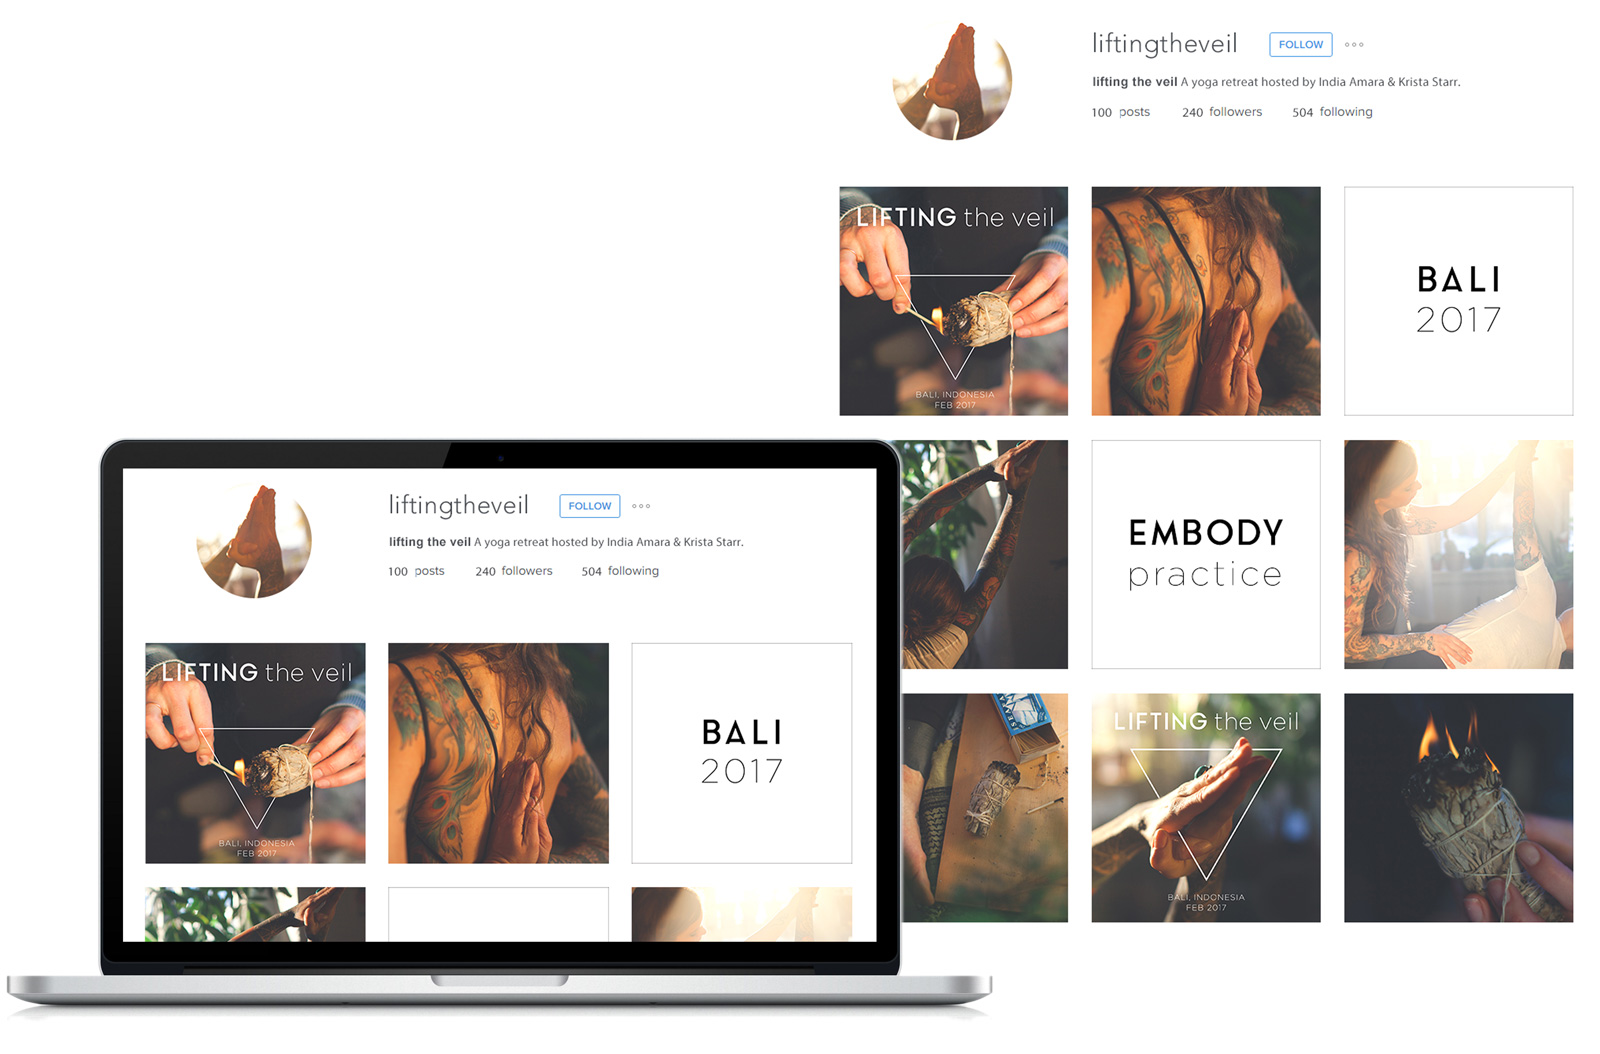 liftingtheveil FOLLOW
lifting the veil A yoga retreat hosted by India Amara & Krista Starr.
100 posts 240 followers 504 following
LIFTING the veil
BALI, INDONESIA
FEB 2017
BALI
2017
EMBODY
practice
LIFTING the veil
BALI, INDONESIA
FEB 2017
liftingtheveil FOLLOW
lifting the veil A yoga retreat hosted by India Amara & Krista Starr.
100 posts 240 followers 504 following
LIFTING the veil
BALI, INDONESIA
FEB 2017
BALI
2017